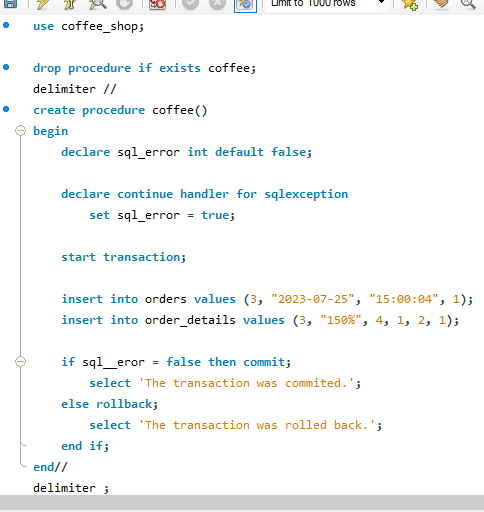 Limit to 1000 rows
use coffee_shop;
drop procedure if exists coffee;
delimiter //
create procedure coffee()
begin
declare sql_error int default false;
declare continue handler for sqlexception
set sql_error = true;
start transaction;
insert into orders values (3, "2023-07-25", "15:00:04", 1);
insert into order_details values (3, "150%", 4, 1, 2, 1);
if sql__eror = false then commit;
select 'The transaction was commited.';
else rollback;
select 'The transaction was rolled back.';
end if;
end//
delimiter ;